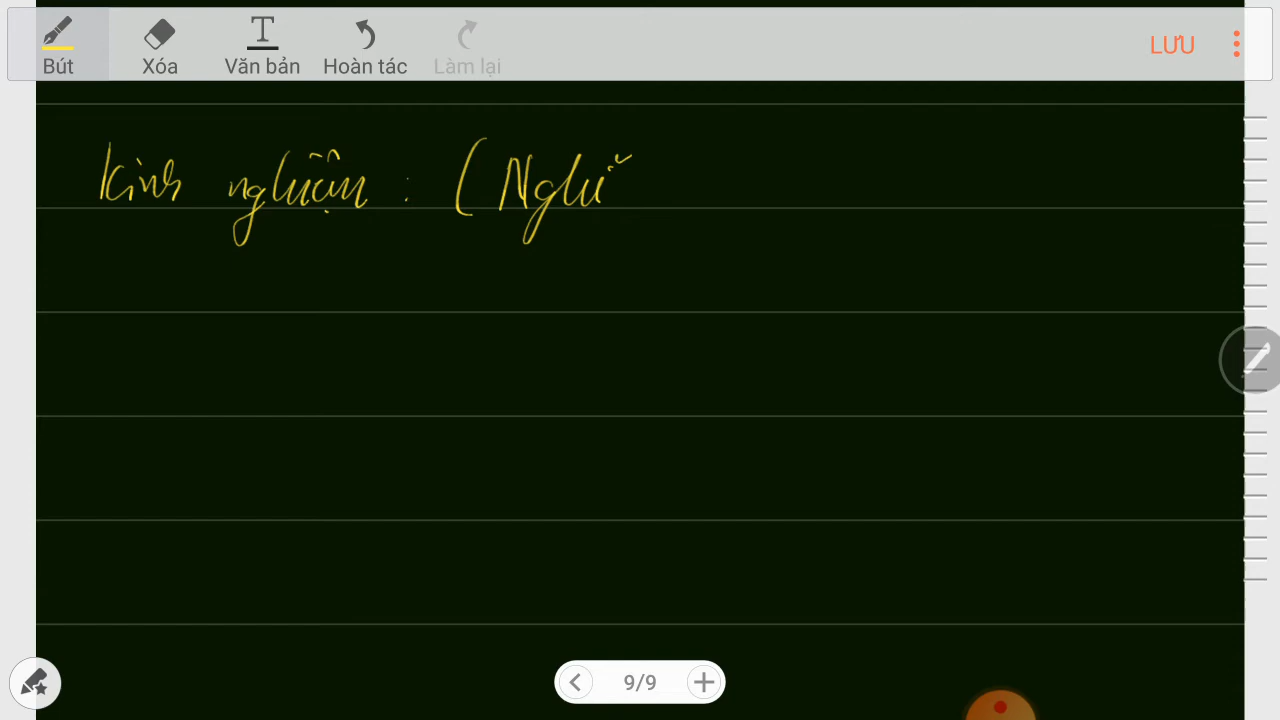 Bút Xóa Văn bản Hoàn tác Làm lại LƯU
Kinh nghiệm : (Nghĩ
9/9